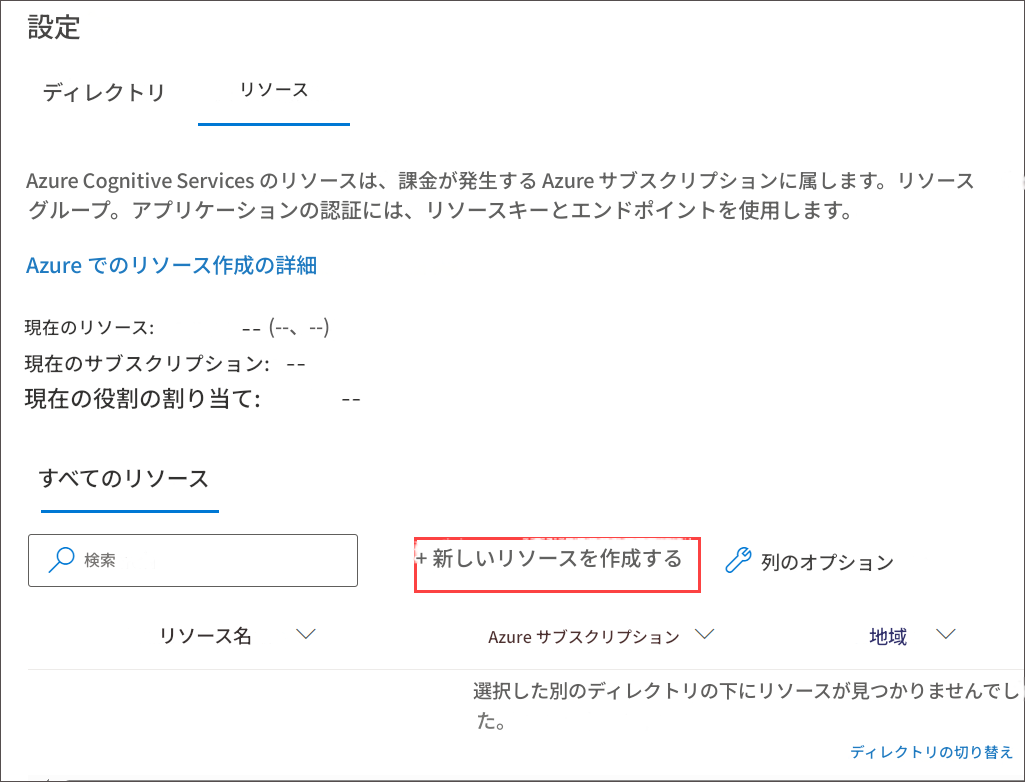 設定
ディレクトリ リソース
Azure Cognitive Services のリソースは、課金が発生する Azure サブスクリプションに属します。リソース
グループ。アプリケーションの認証には、リソースキーとエンドポイントを使用します。
Azure でのリソース作成の詳細
現在のリソース: -- (--、--)
現在のサブスクリプション: --
現在の役割の割り当て: --
すべてのリソース
検索 + 新しいリソースを作成する 列のオプション
リソース名 Azure サブスクリプション 地域
選択した別のディレクトリの下にリソースが見つかりませんでし
た。
ディレクトリの切り替え